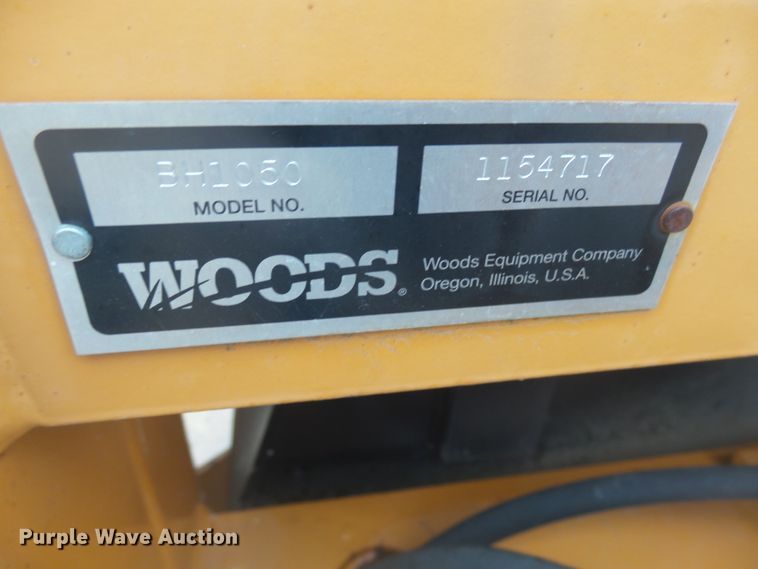 BH1050
MODEL NO.
1154717
SERIAL NO.
WOODS®
Woods Equipment Company
Oregon, Illinois, U.S.A.
Purple Wave Auction